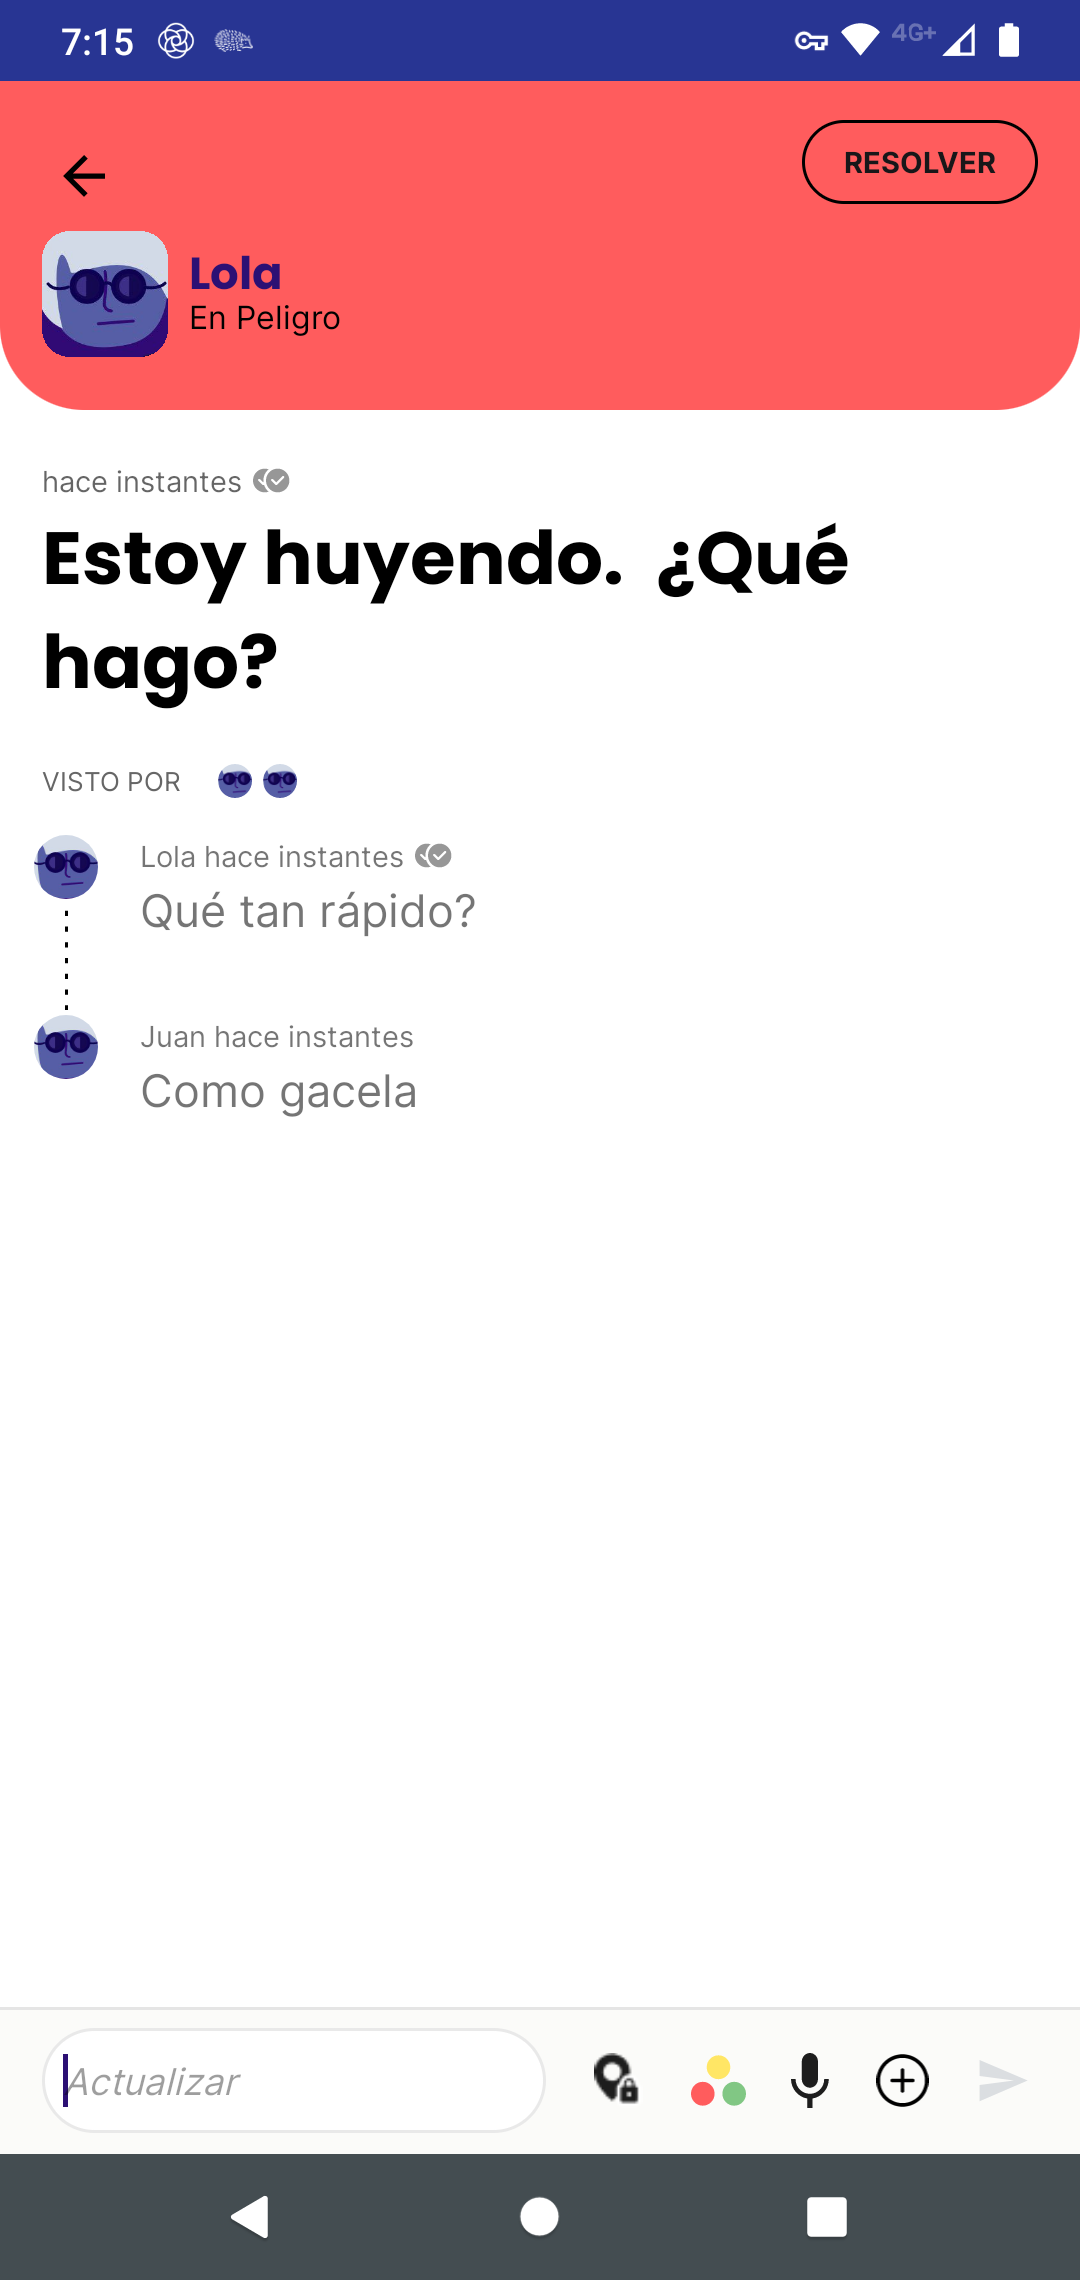 7:15
4G+
RESOLVER
Lola
En Peligro
hace instantes
Estoy huyendo. ¿Qué
hago?
VISTO POR
Lola hace instantes
Qué tan rápido?
Juan hace instantes
Como gacela
Actualizar